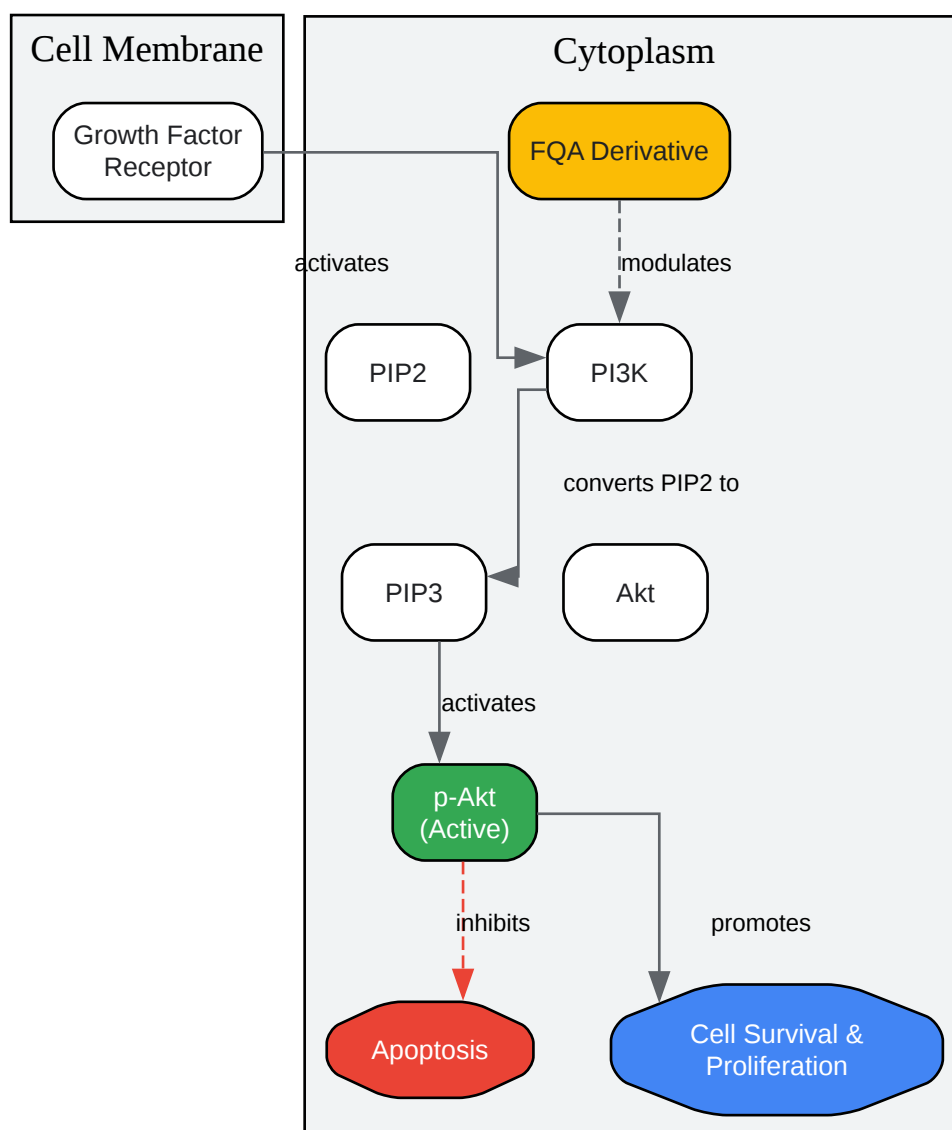 Cell Membrane
Cytoplasm
Growth Factor
Receptor
FQA Derivative
activates
modulates
PIP2
PI3K
converts PIP2 to
PIP3
Akt
activates
p-Akt
(Active)
inhibits
promotes
Apoptosis
Cell Survival &
Proliferation